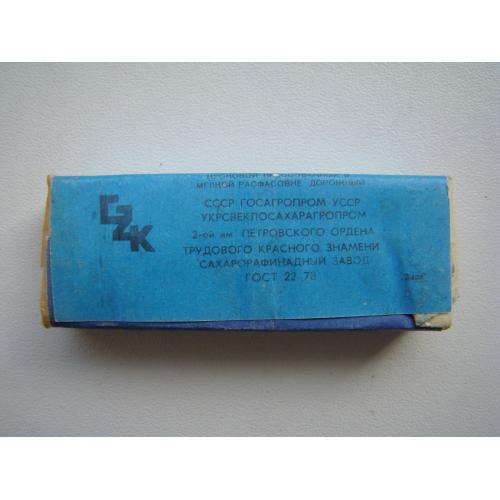 МЕЛКОЙ РАСФАСОВКЕ "ДОРОЖНЫЙ"
СССР ГОСАГРОПРОМ УССР
УКРСВЕКЛОСАХАРАГРОПРОМ
2-ой им ПЕТРОВСКОГО ОРДЕНА
ТРУДОВОГО КРАСНОГО ЗНАМЕНИ
САХАРОРАФИНАДНЫЙ ЗАВОД
ГОСТ 22 78